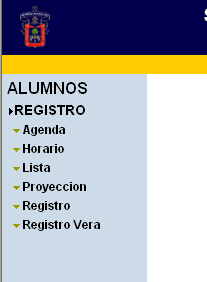 ALUMNOS
REGISTRO
Agenda
Horario
Lista
Proyeccion
Registro
Registro Vera